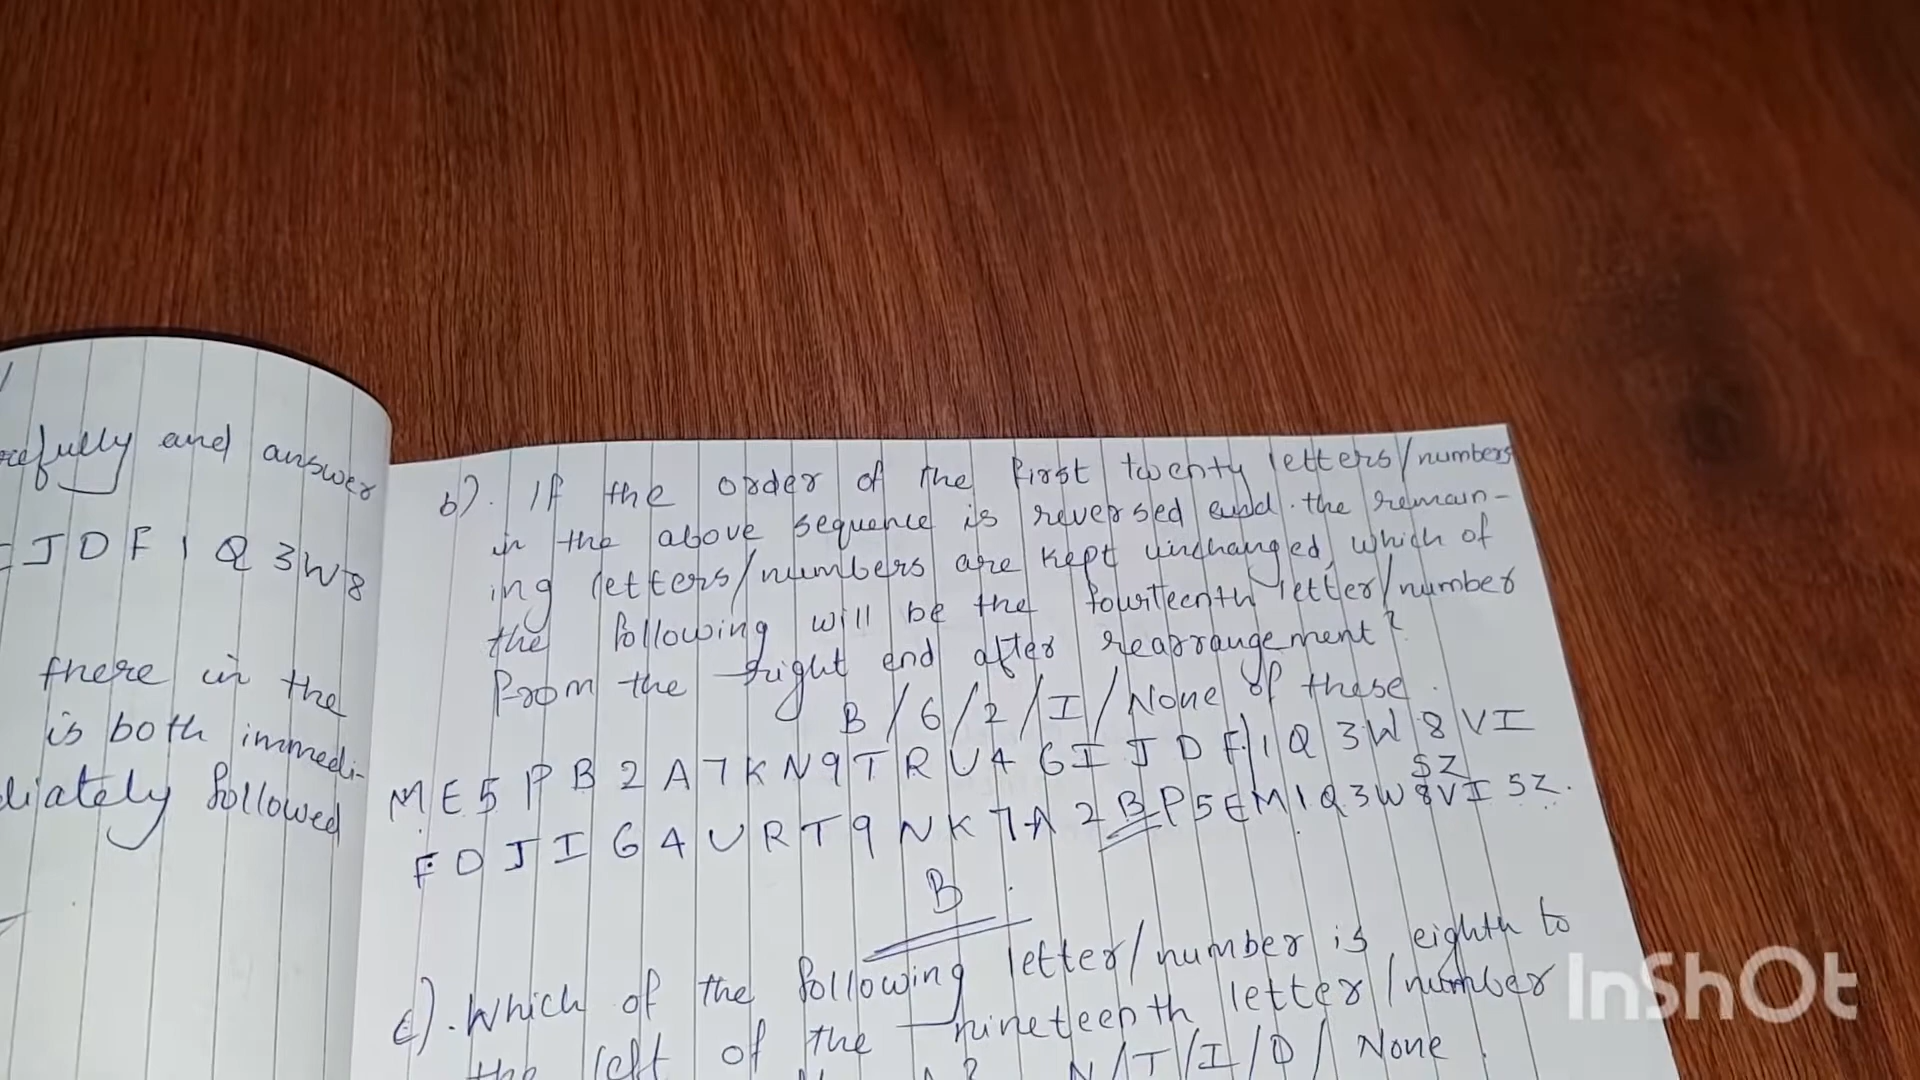 refully and answer
J D F 1 Q 3 W 8
there in the
is both immedi-
diately followed
b). If the order of the first twenty letters/numbers
in the above sequence is reversed and the remain-
ing letters/numbers are kept unchanged, which of
the following will be the fourteenth letter/number
from the right end after rearrangement?
B/6/2/I/None of these.
M E 5 P B 2 A 7 K N 9 T R U 4 6 I J D F/1 Q 3 W 8 V I
S Z
F D J I 6 4 U R T 9 N K 7 A 2 B P 5 E M 1 Q 3 W 8 V I S Z.
B
c). Which of the following letter/number is eighth to
the left of the nineteenth letter/number
N/T/I/D/ None
InShOt